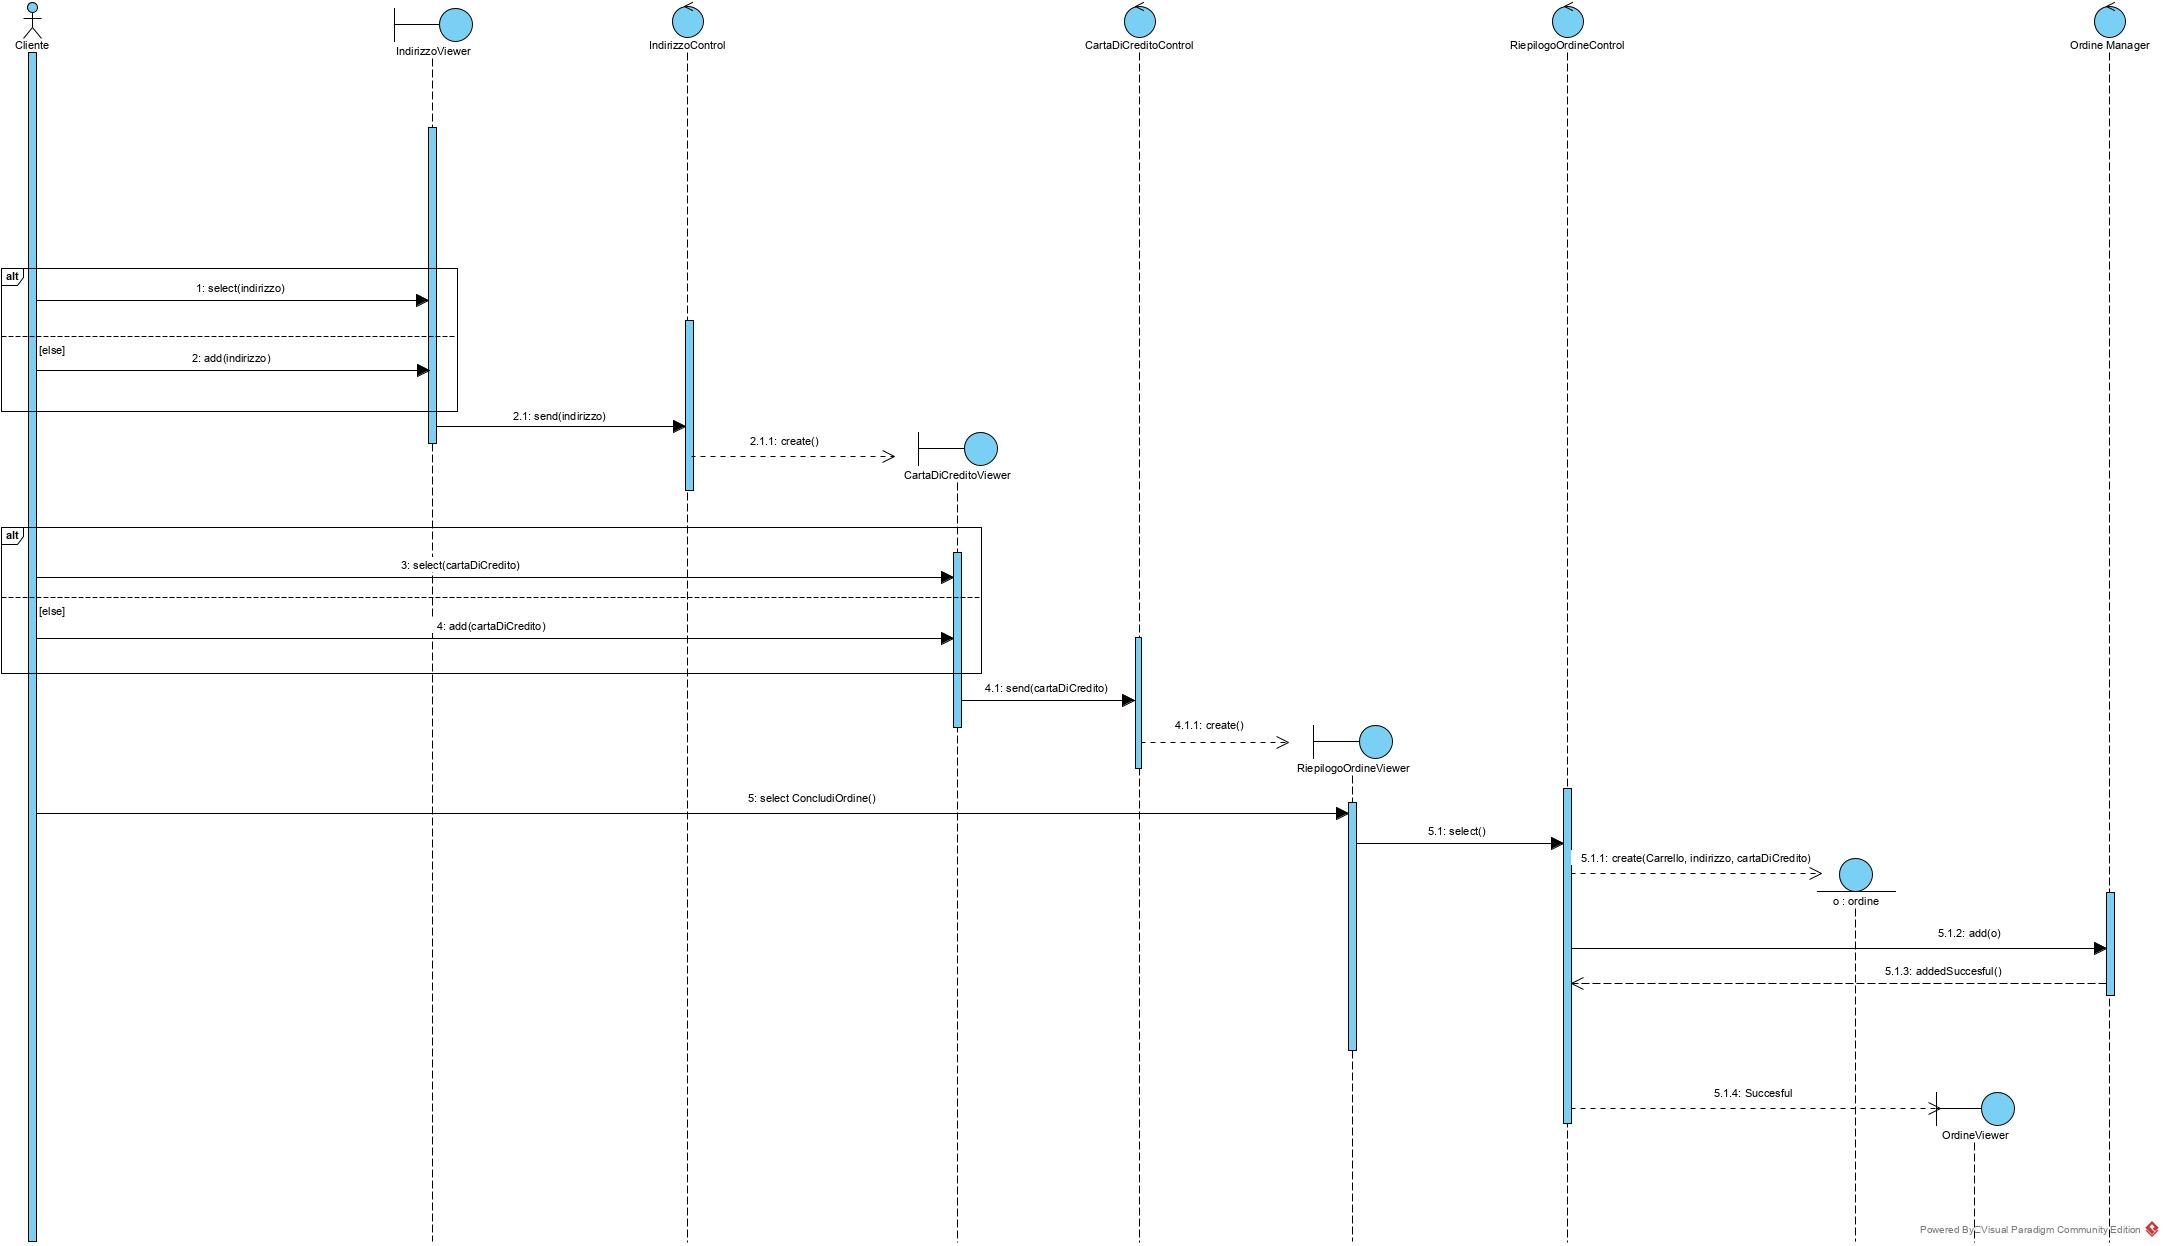 Cliente
IndirizzoViewer
IndirizzoControl
CartaDiCreditoControl
RiepilogoOrdineControl
Ordine Manager
alt
1: select(indirizzo)
[else]
2: add(indirizzo)
2.1: send(indirizzo)
2.1.1: create()
CartaDiCreditoViewer
alt
3: select(cartaDiCredito)
[else]
4: add(cartaDiCredito)
4.1: send(cartaDiCredito)
4.1.1: create()
RiepilogoOrdineViewer
5: select ConcludiOrdine()
5.1: select()
5.1.1: create(Carrello, indirizzo, cartaDiCredito)
o : ordine
5.1.2: add(o)
5.1.3: addedSuccesful()
5.1.4: Succesful
OrdineViewer
Powered By Visual Paradigm Community Edition